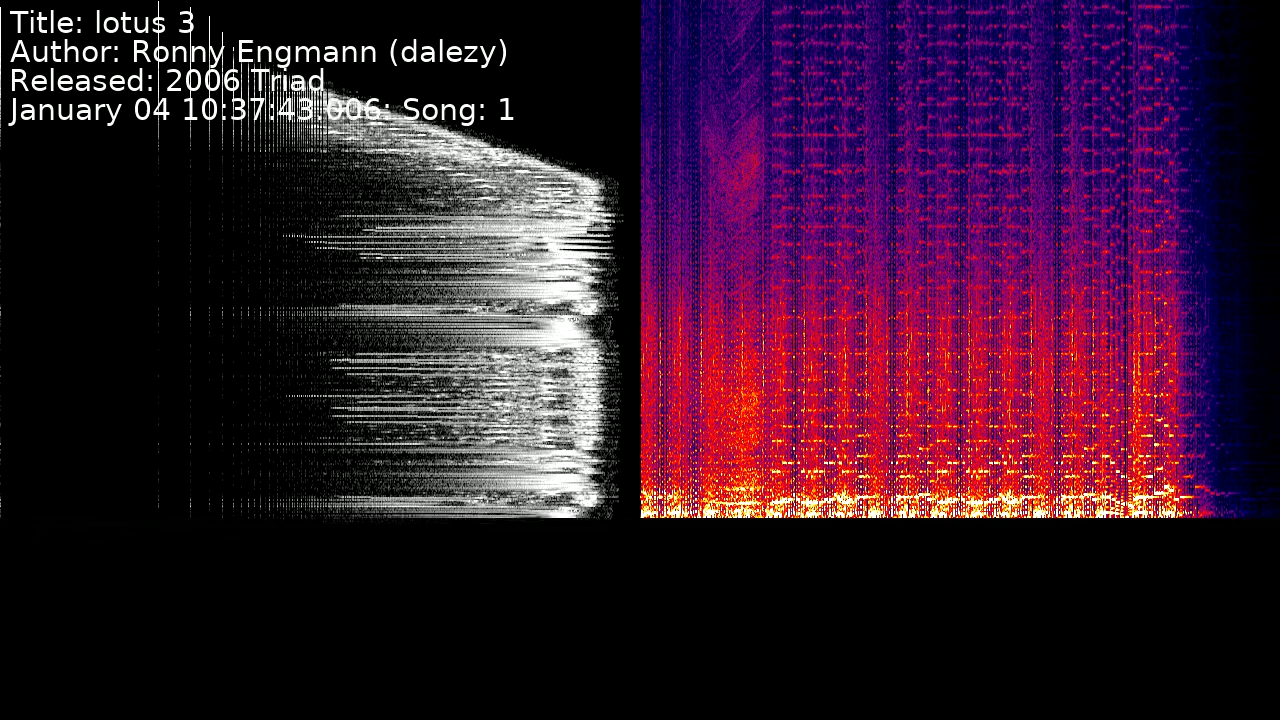 Title: lotus 3
Author: Ronny Engmann (dalezy)
Released: 2006 Triad
January 04 10:37:43.006: Song: 1